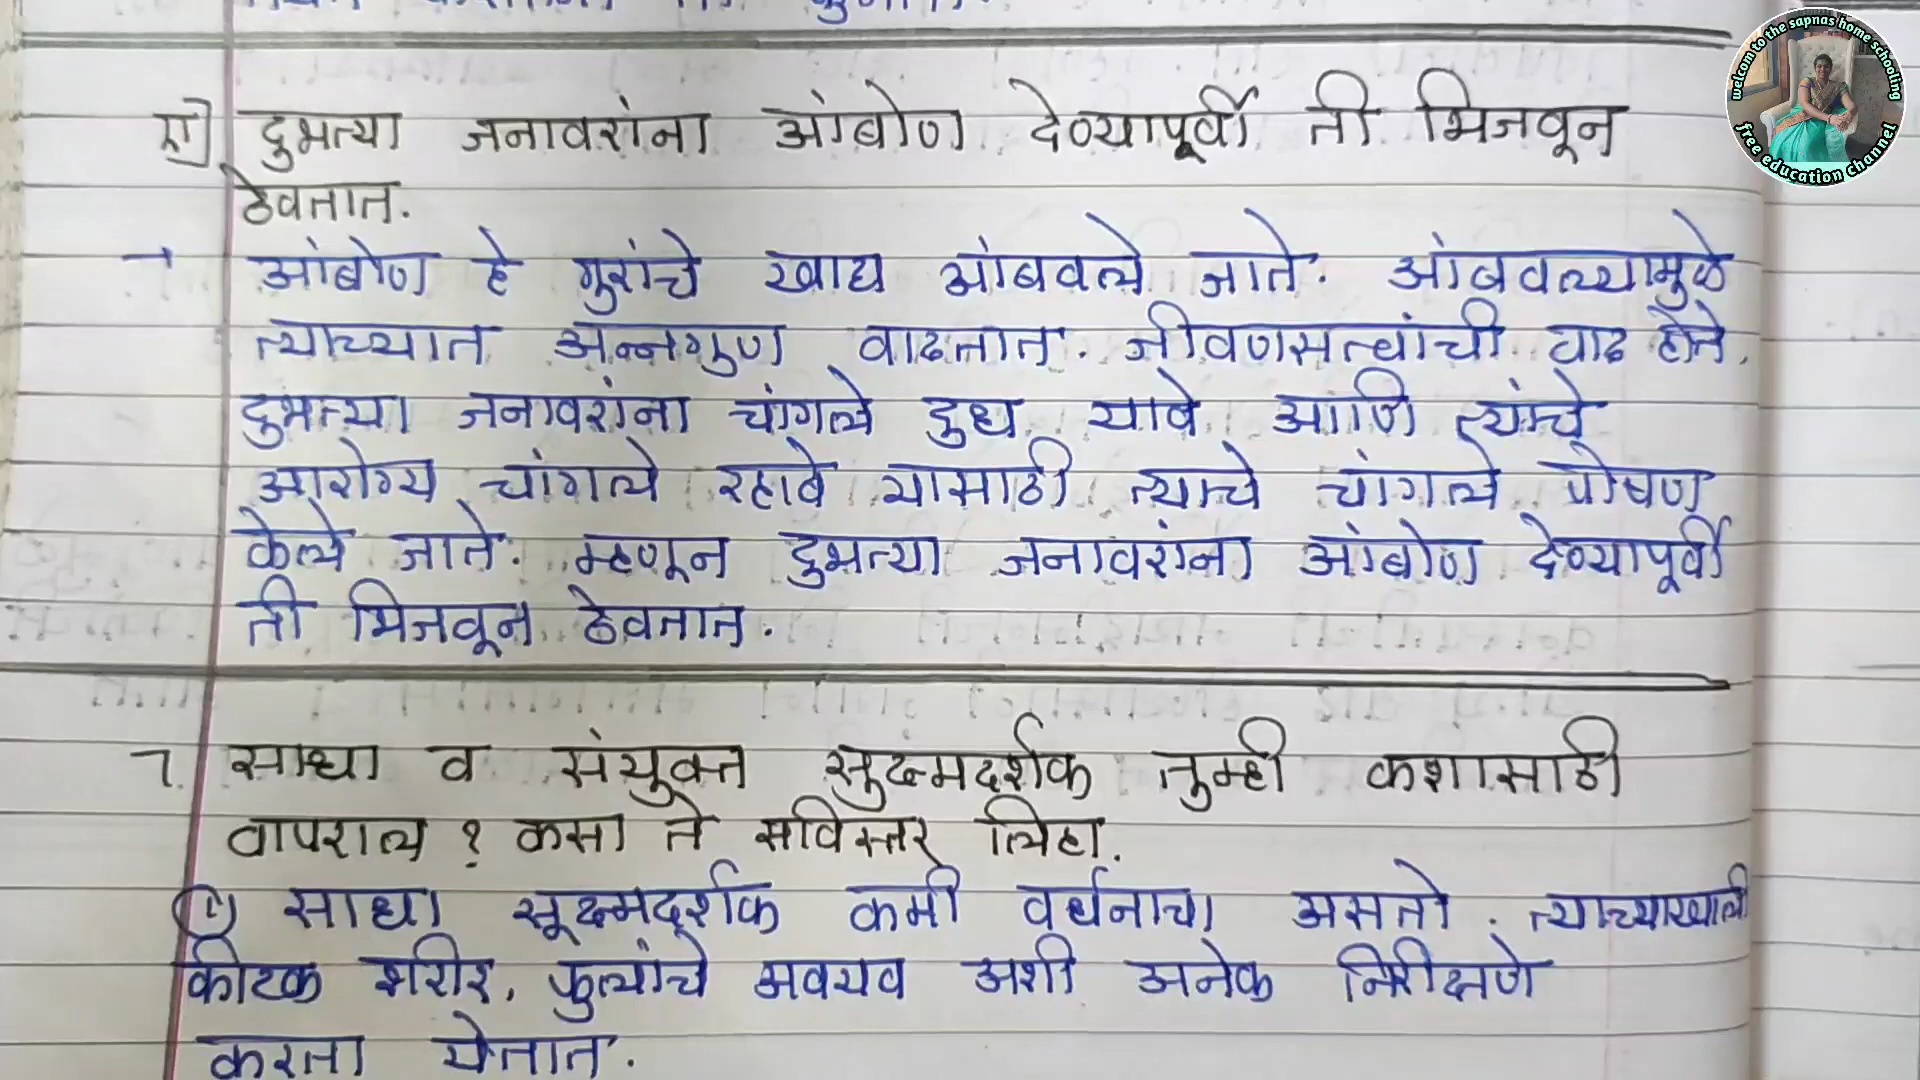 ए] दुभत्या जनावरांना आंबोण देण्यापूर्वी ती भिजवून
ठेवतात.
→ आंबोण हे गुरांचे खाद्य आंबवले जाते. आंबवल्यामुळे
त्याच्यात अन्नगुण वाढतात. जीवणसत्वांची वाढ होते.
दुभत्या जनावरांना चांगले दुध यावे आणि त्यांचे
आरोग्य चांगले रहावे यासाठी त्याचे चांगले पोषण
केले जाते. म्हणून दुभत्या जनावरांना आंबोण देण्यापूर्वी
ती भिजवून ठेवतात.
7. साधा व संयुक्त सुक्ष्मदर्शक तुम्ही कशासाठी
वापराल? कसा ते सविस्तर लिहा.
साधा सूक्ष्मदर्शक कमी वर्धनाचा असतो. त्याच्याखाली
कीटक शरीर, फुलांचे अवयव अशी अनेक निरीक्षणे
करता येतात.
welcom to the sapnas home schooling
free education channel